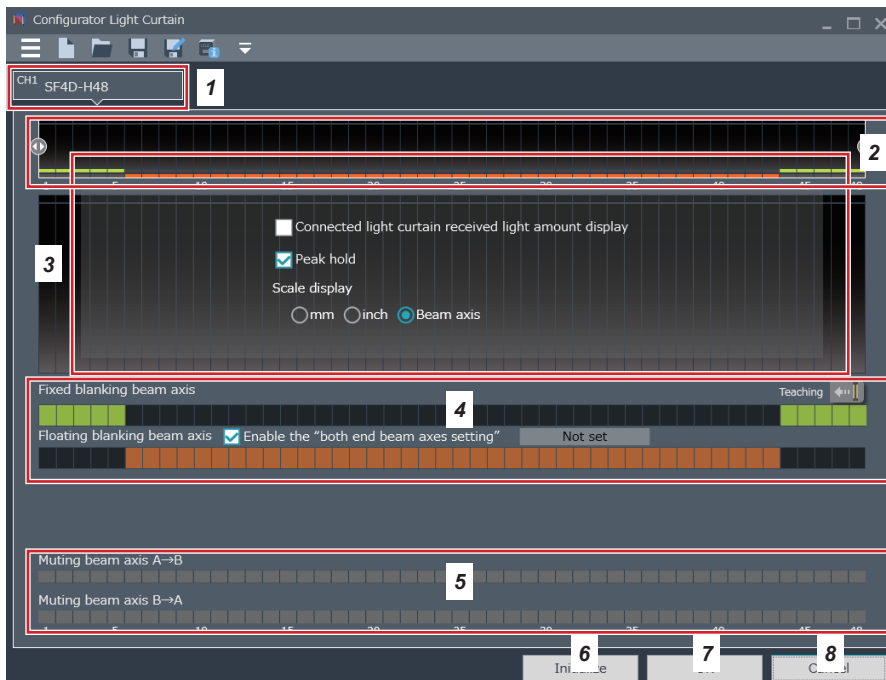 Configurator Light Curtain
CH1 SF4D-H48
1
2
5 10 15 20 25 30 35 40 45 48
3
Connected light curtain received light amount display
Peak hold
Scale display
mm inch Beam axis
Fixed blanking beam axis
Teaching
4
Floating blanking beam axis Enable the “both end beam axes setting” Not set
Muting beam axis A→B
5
Muting beam axis B→A
1 5 10 15 20 25 30 35 40 45 48
6 7 8